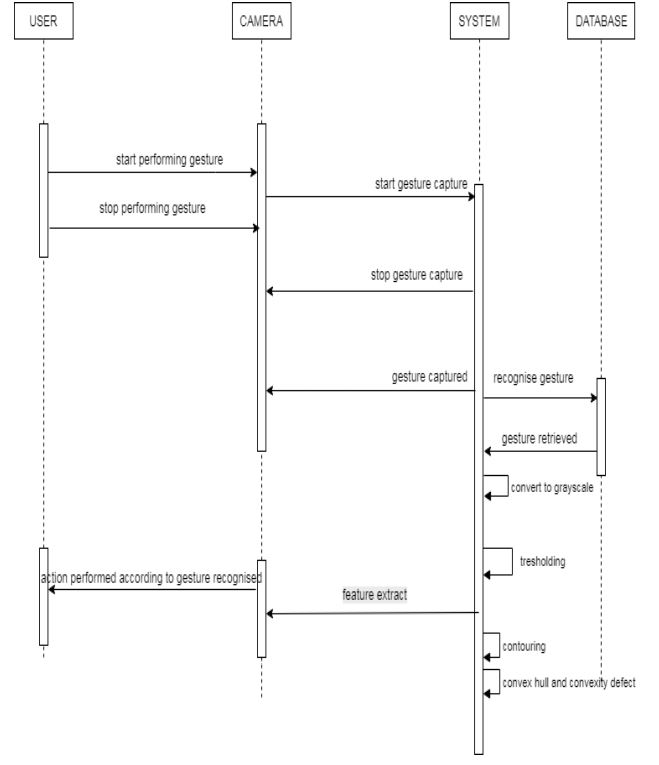 USER
CAMERA
SYSTEM
DATABASE
start performing gesture
start gesture capture
stop performing gesture
stop gesture capture
gesture captured
recognise gesture
gesture retrieved
convert to grayscale
tresholding
action performed according to gesture recognised
feature extract
contouring
convex hull and convexity defect